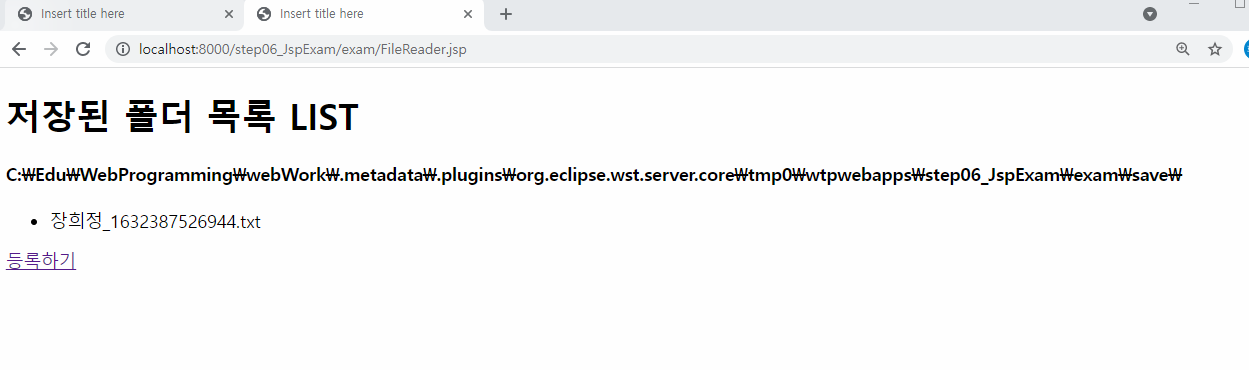 Insert title here
Insert title here
localhost:8000/step06_JspExam/exam/FileReader.jsp
저장된 폴더 목록 LIST
C:₩Edu₩WebProgramming₩webWork₩.metadata₩.plugins₩org.eclipse.wst.server.core₩tmp0₩wtpwebapps₩step06_JspExam₩exam₩save₩
장희정_1632387526944.txt
등록하기